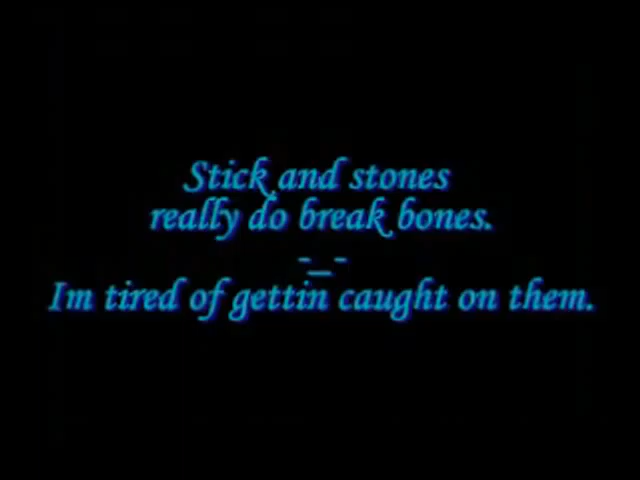 Stick and stones
really do break bones.
-_-
Im tired of gettin caught on them.